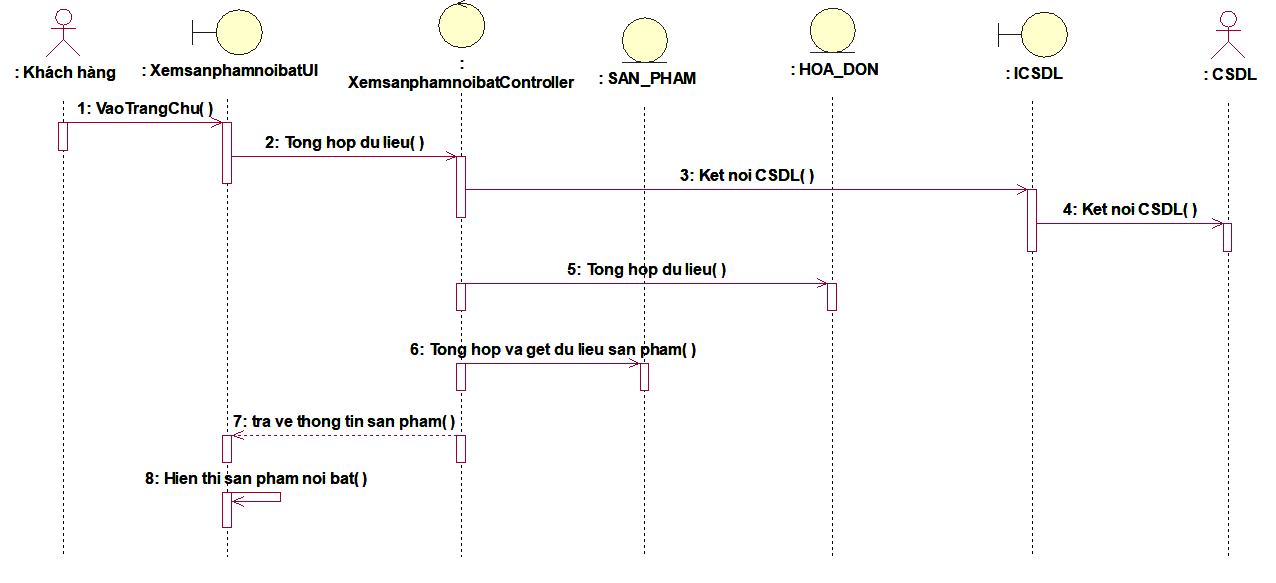 : Khách hàng
: XemsanphamnoibatUI
:
XemsanphamnoibatController
: SAN_PHAM
: HOA_DON
: ICSDL
: CSDL
1: VaoTrangChu( )
2: Tong hop du lieu( )
3: Ket noi CSDL( )
4: Ket noi CSDL( )
5: Tong hop du lieu( )
6: Tong hop va get du lieu san pham( )
7: tra ve thong tin san pham( )
8: Hien thi san pham noi bat( )